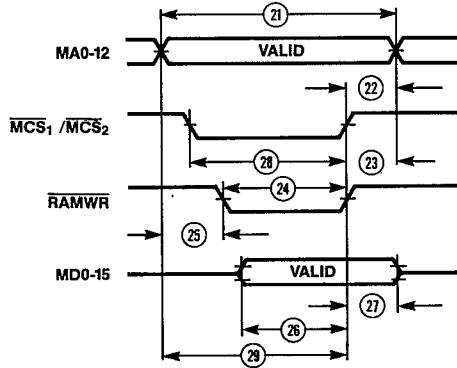 21
MA0-12 VALID
22
MCS1 /MCS2
28 23
24
RAMWR
25
MD0-15 VALID
27
26
29